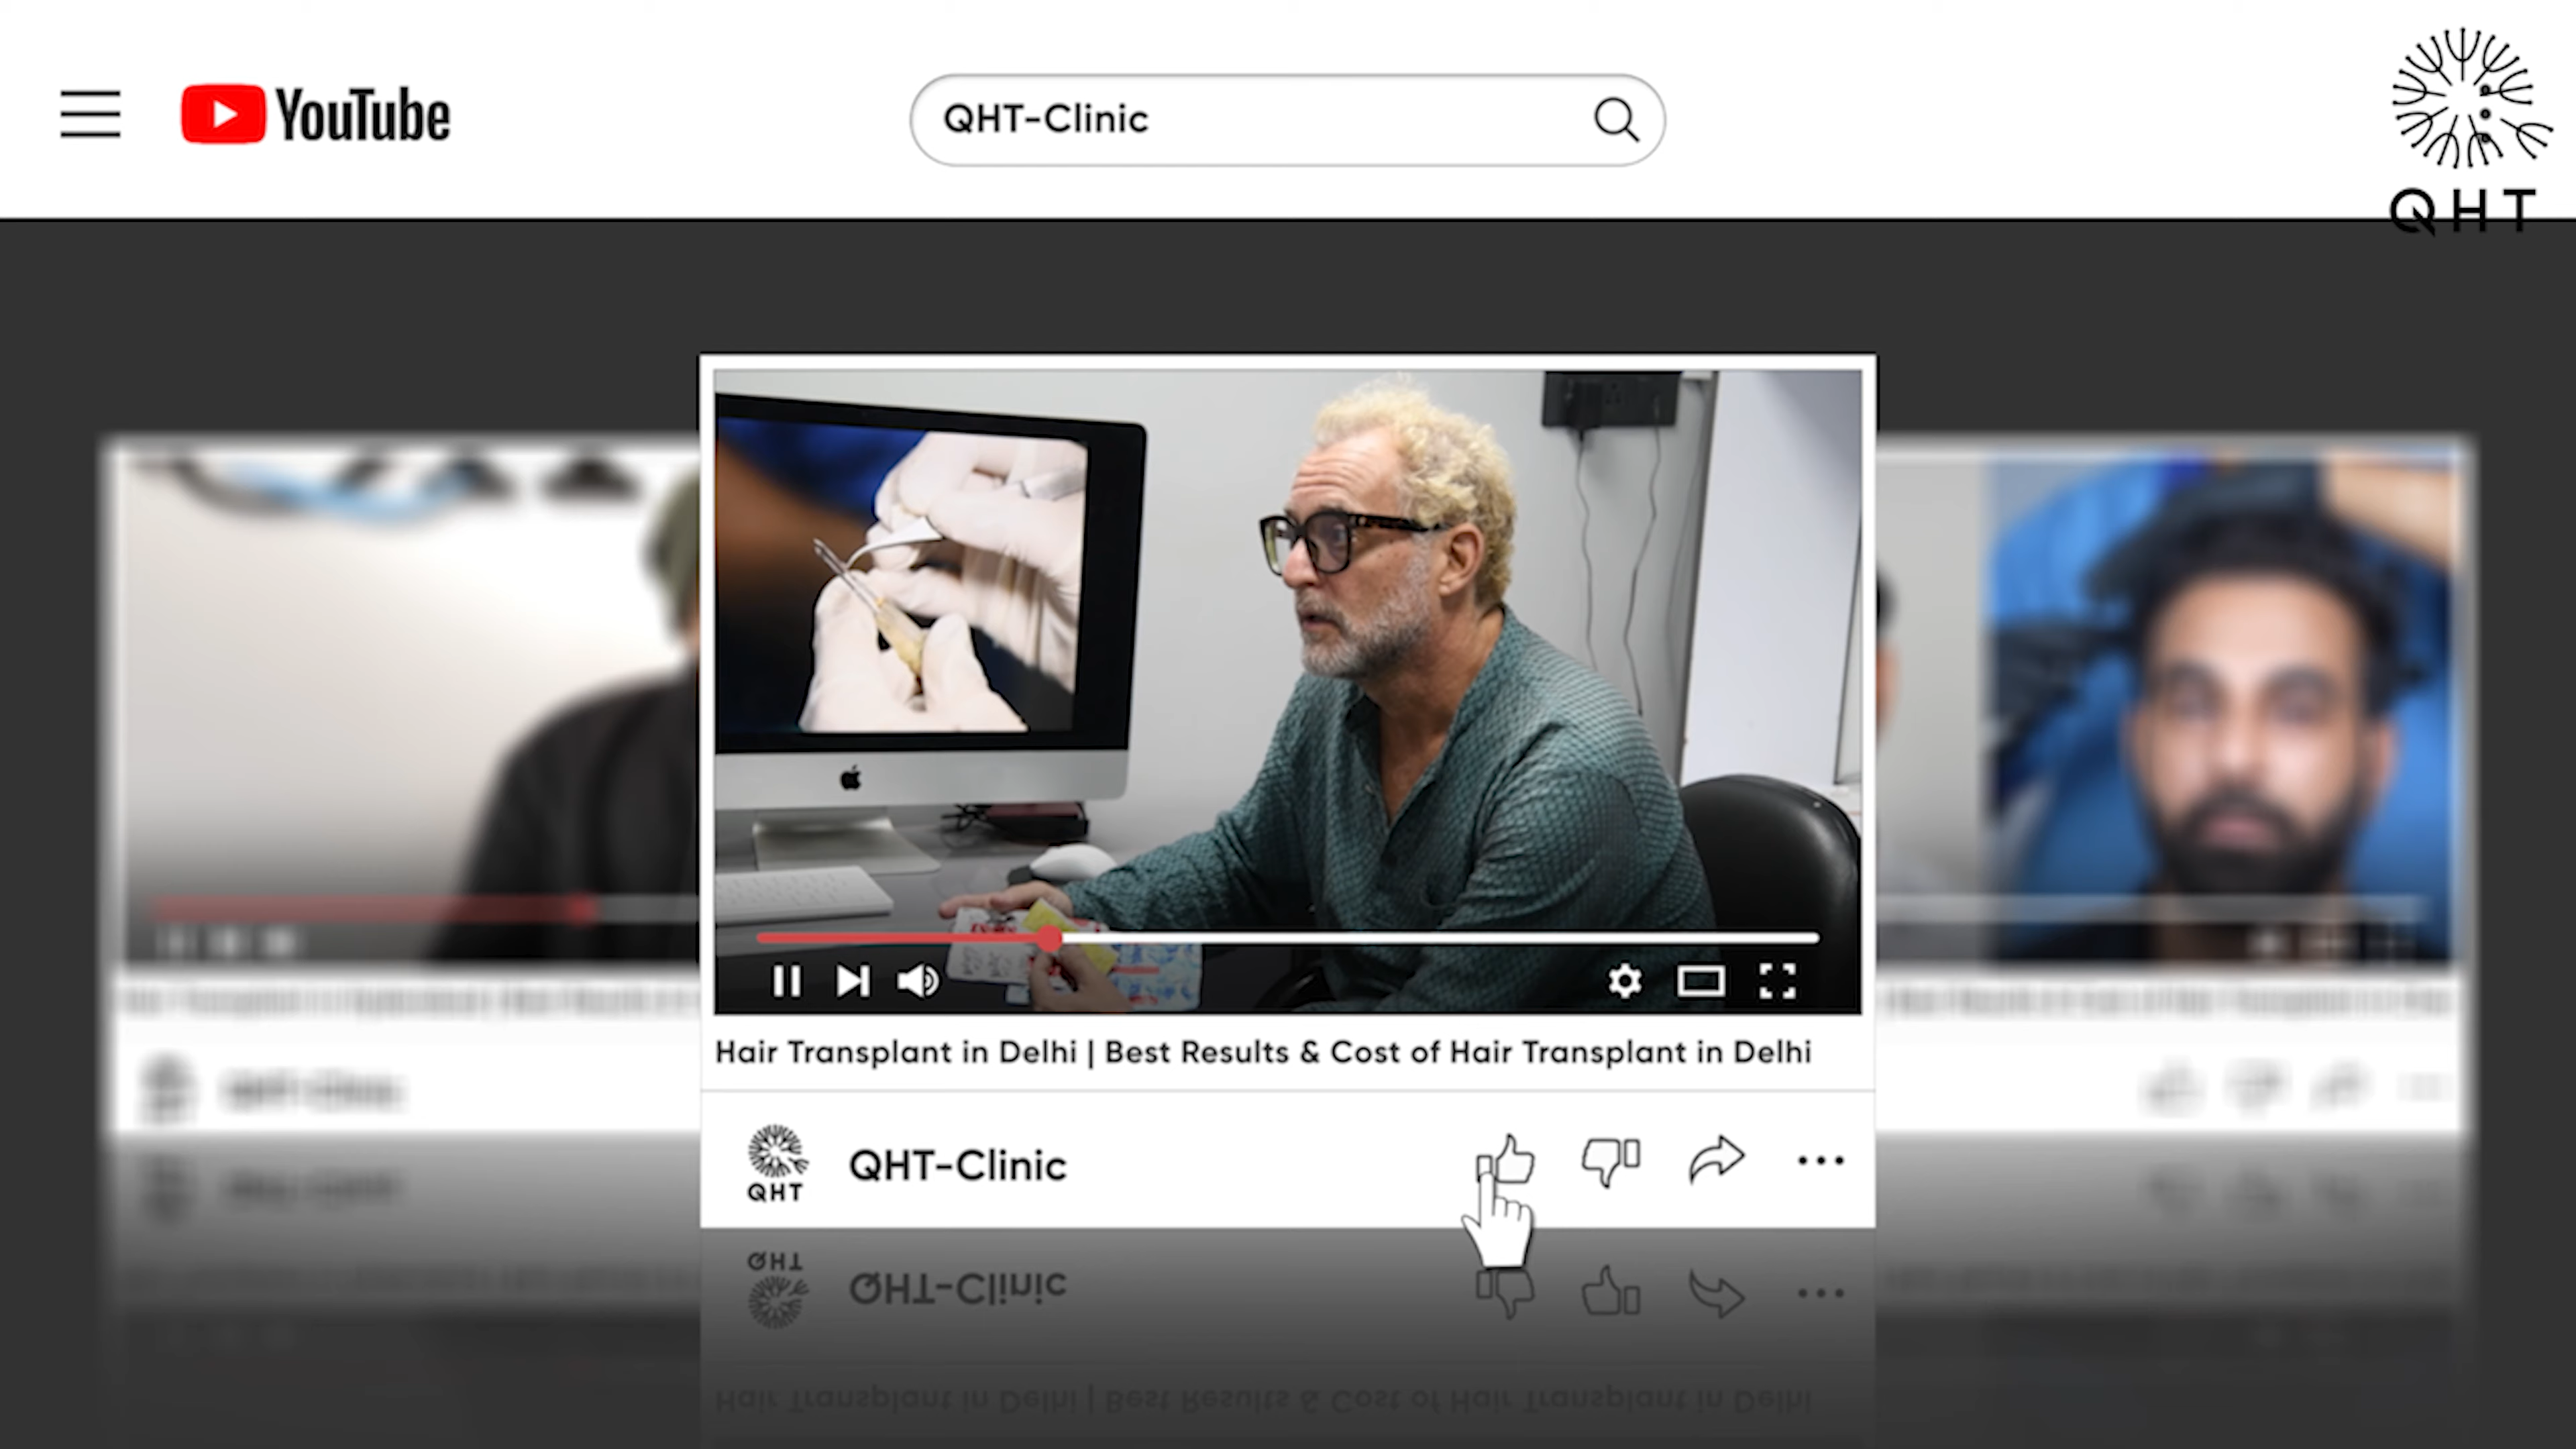 YouTube
QHT-Clinic
QHT
Hair Transplant in Delhi | Best Results & Cost of Hair Transplant in Delhi
QHT
QHT-Clinic